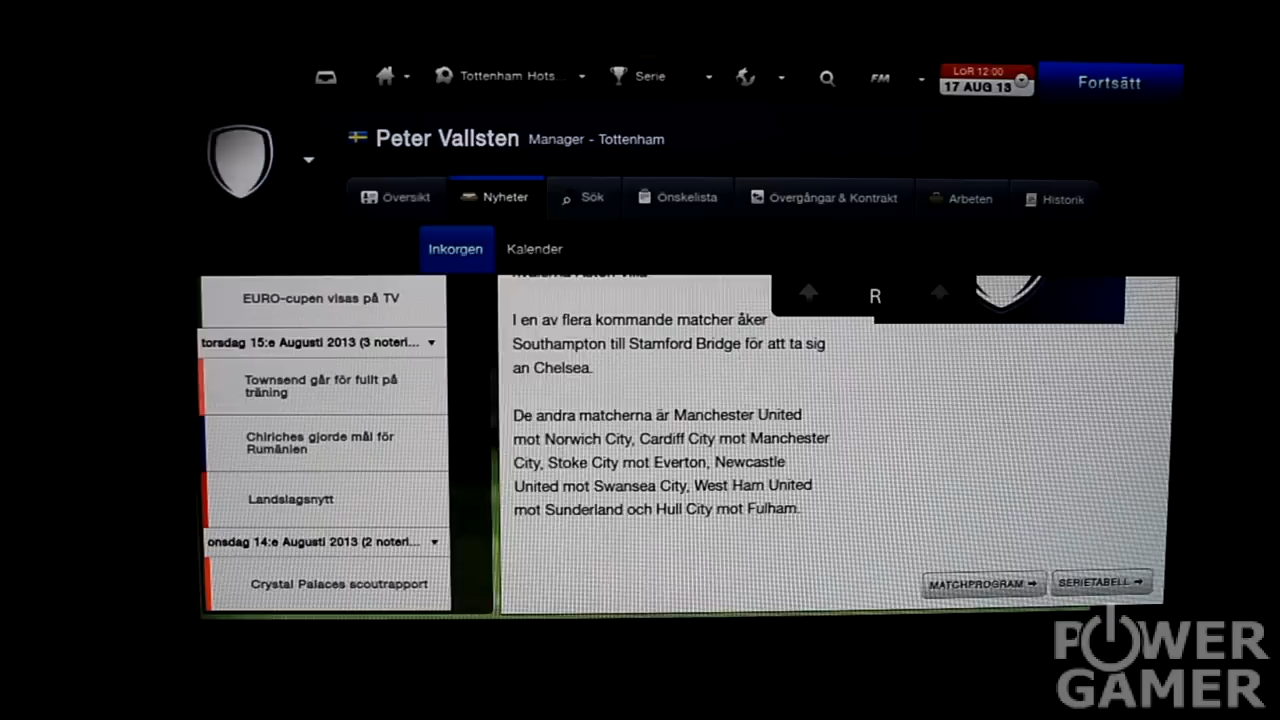 Tottenham Hots...
Serie
FM
LÖR 12:00
17 AUG 13
Fortsätt
Peter Vallsten Manager - Tottenham
Översikt
Nyheter
Sök
Önskelista
Övergångar & Kontrakt
Arbeten
Historik
Inkorgen
Kalender
EURO-cupen visas på TV
torsdag 15:e Augusti 2013 (3 noteri...
Townsend går för fullt på
träning
Chiriches gjorde mål för
Rumänien
Landslagsnytt
onsdag 14:e Augusti 2013 (2 noteri...
Crystal Palaces scoutrapport
R
I en av flera kommande matcher åker
Southampton till Stamford Bridge för att ta sig
an Chelsea.
De andra matcherna är Manchester United
mot Norwich City, Cardiff City mot Manchester
City, Stoke City mot Everton, Newcastle
United mot Swansea City, West Ham United
mot Sunderland och Hull City mot Fulham.
MATCHPROGRAM
SERIETABELL
POWER
GAMER